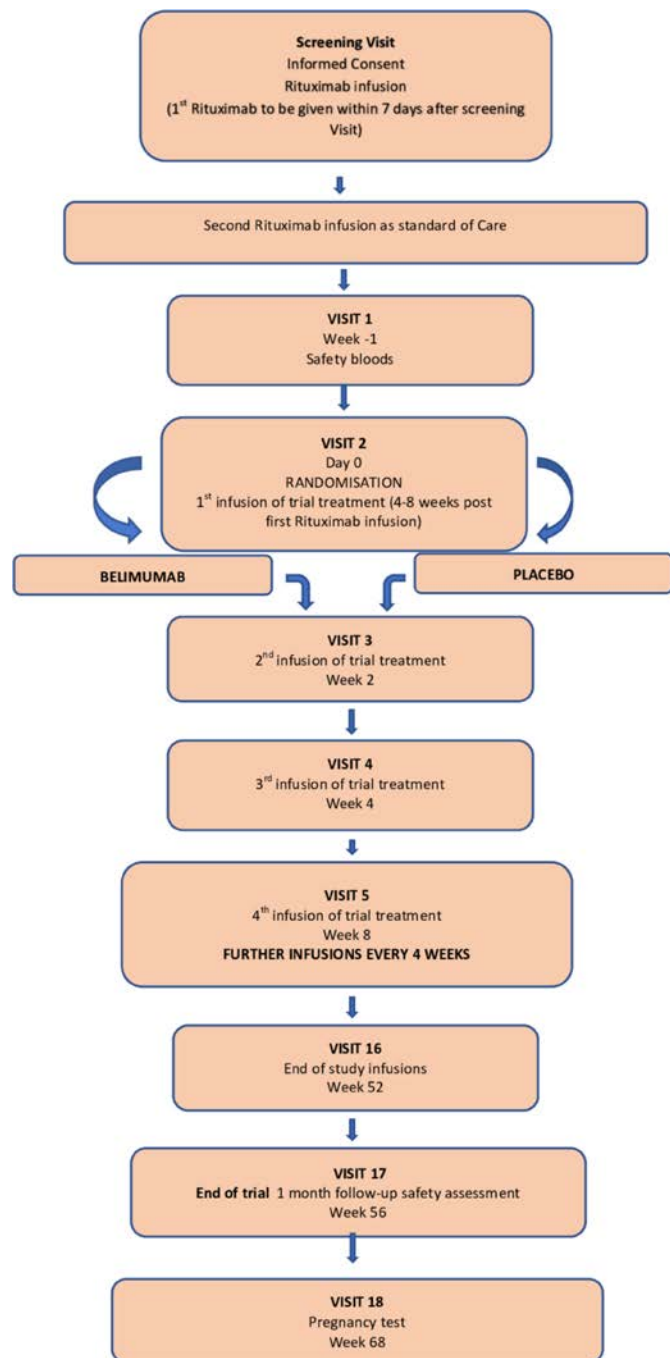 Screening Visit
Informed Consent
Rituximab infusion
(1st Rituximab to be given within 7 days after screening
Visit)
Second Rituximab infusion as standard of Care
VISIT 1
Week -1
Safety bloods
VISIT 2
Day 0
RANDOMISATION
1st infusion of trial treatment (4-8 weeks post
first Rituximab infusion)
BELIMUMAB
PLACEBO
VISIT 3
2nd infusion of trial treatment
Week 2
VISIT 4
3rd infusion of trial treatment
Week 4
VISIT 5
4th infusion of trial treatment
Week 8
FURTHER INFUSIONS EVERY 4 WEEKS
VISIT 16
End of study infusions
Week 52
VISIT 17
End of trial 1 month follow-up safety assessment
Week 56
VISIT 18
Pregnancy test
Week 68